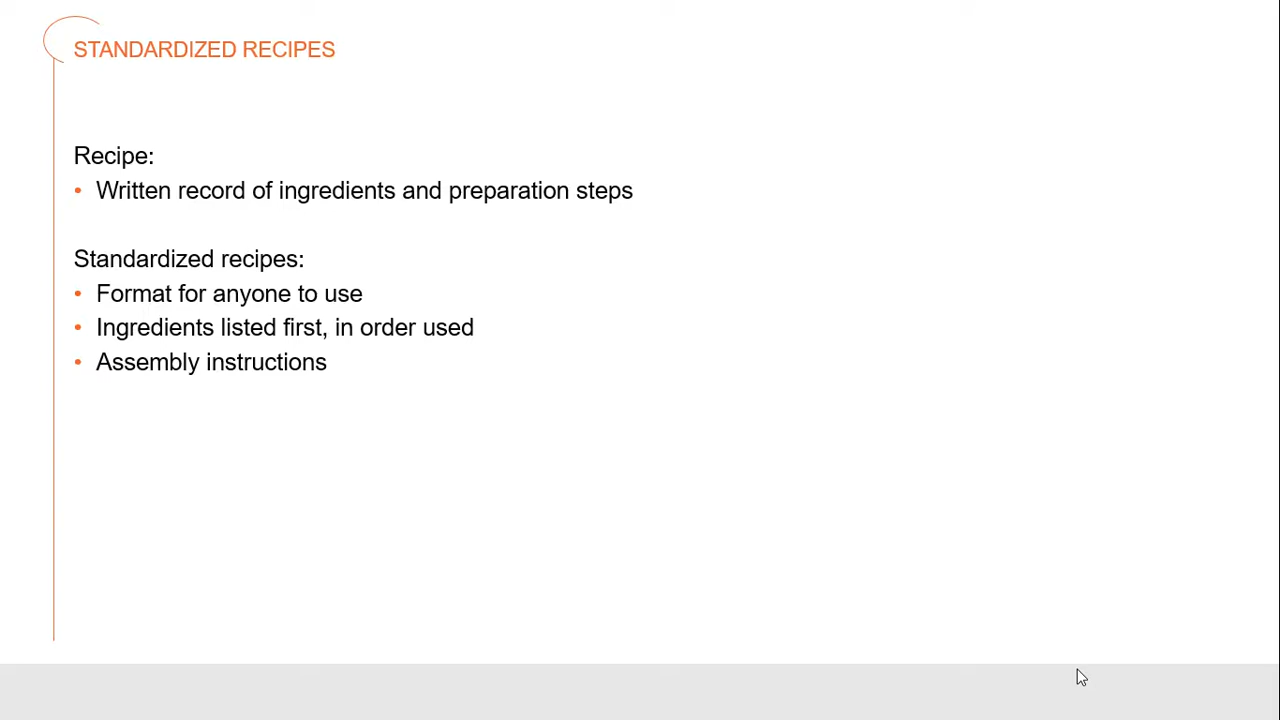 STANDARDIZED RECIPES
Recipe:
• Written record of ingredients and preparation steps
Standardized recipes:
• Format for anyone to use
• Ingredients listed first, in order used
• Assembly instructions